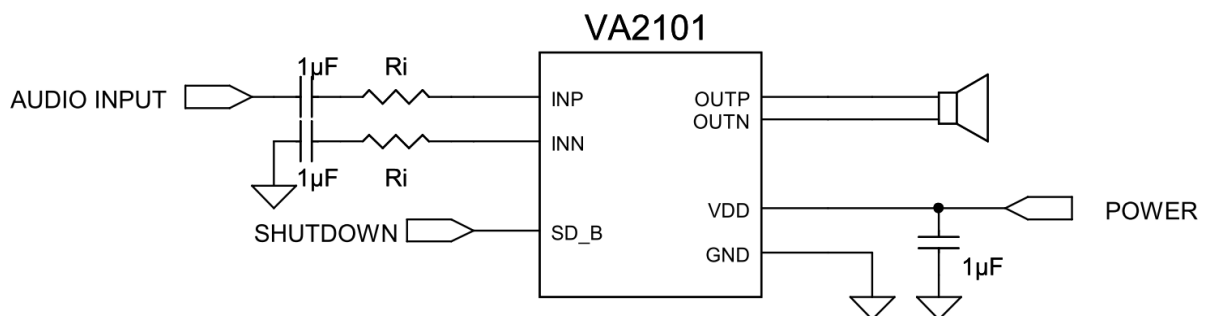 VA2101
1µF Ri
AUDIO INPUT
INP
OUTP
OUTN
INN
1µF Ri
VDD
POWER
SHUTDOWN
SD_B
GND
1µF